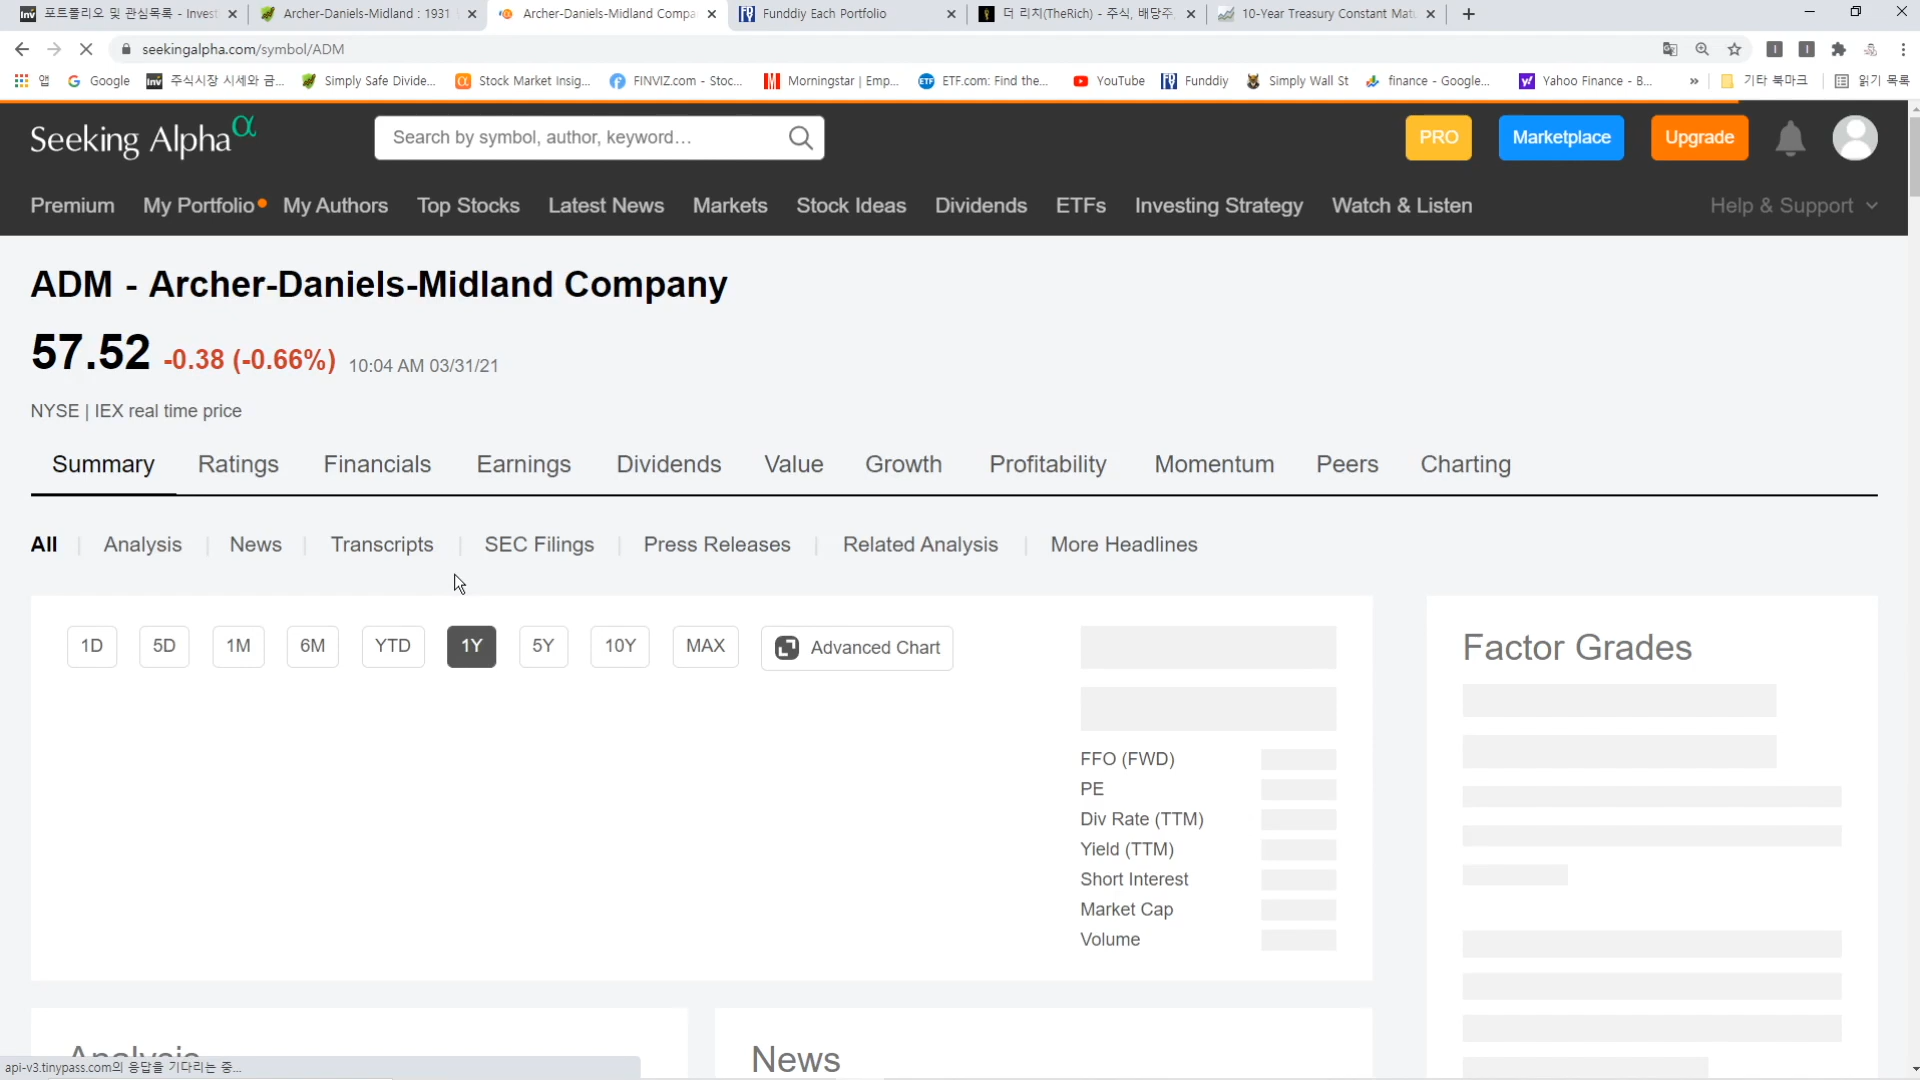 포트폴리오 및 관심목록 - Invest
Archer-Daniels-Midland : 1931
Archer-Daniels-Midland Compa
Funddiy Each Portfolio
더 리치(TheRich) - 주식, 배당주
10-Year Treasury Constant Matu
seekingalpha.com/symbol/ADM
앱
Google
주식시장 시세와 금...
Simply Safe Divide...
Stock Market Insig...
FINVIZ.com - Stoc...
Morningstar | Emp...
ETF.com: Find the...
YouTube
Funddiy
Simply Wall St
finance - Google...
Yahoo Finance - B...
»
기타 북마크
읽기 목록
Seeking Alpha α
Search by symbol, author, keyword...
PRO
Marketplace
Upgrade
Premium
My Portfolio
My Authors
Top Stocks
Latest News
Markets
Stock Ideas
Dividends
ETFs
Investing Strategy
Watch & Listen
Help & Support
ADM - Archer-Daniels-Midland Company
57.52 -0.38 (-0.66%) 10:04 AM 03/31/21
NYSE | IEX real time price
Summary
Ratings
Financials
Earnings
Dividends
Value
Growth
Profitability
Momentum
Peers
Charting
All | Analysis | News | Transcripts | SEC Filings | Press Releases | Related Analysis | More Headlines
1D
5D
1M
6M
YTD
1Y
5Y
10Y
MAX
Advanced Chart
FFO (FWD)
PE
Div Rate (TTM)
Yield (TTM)
Short Interest
Market Cap
Volume
Factor Grades
Analysis
News
api-v3.tinypass.com의 응답을 기다리는 중...